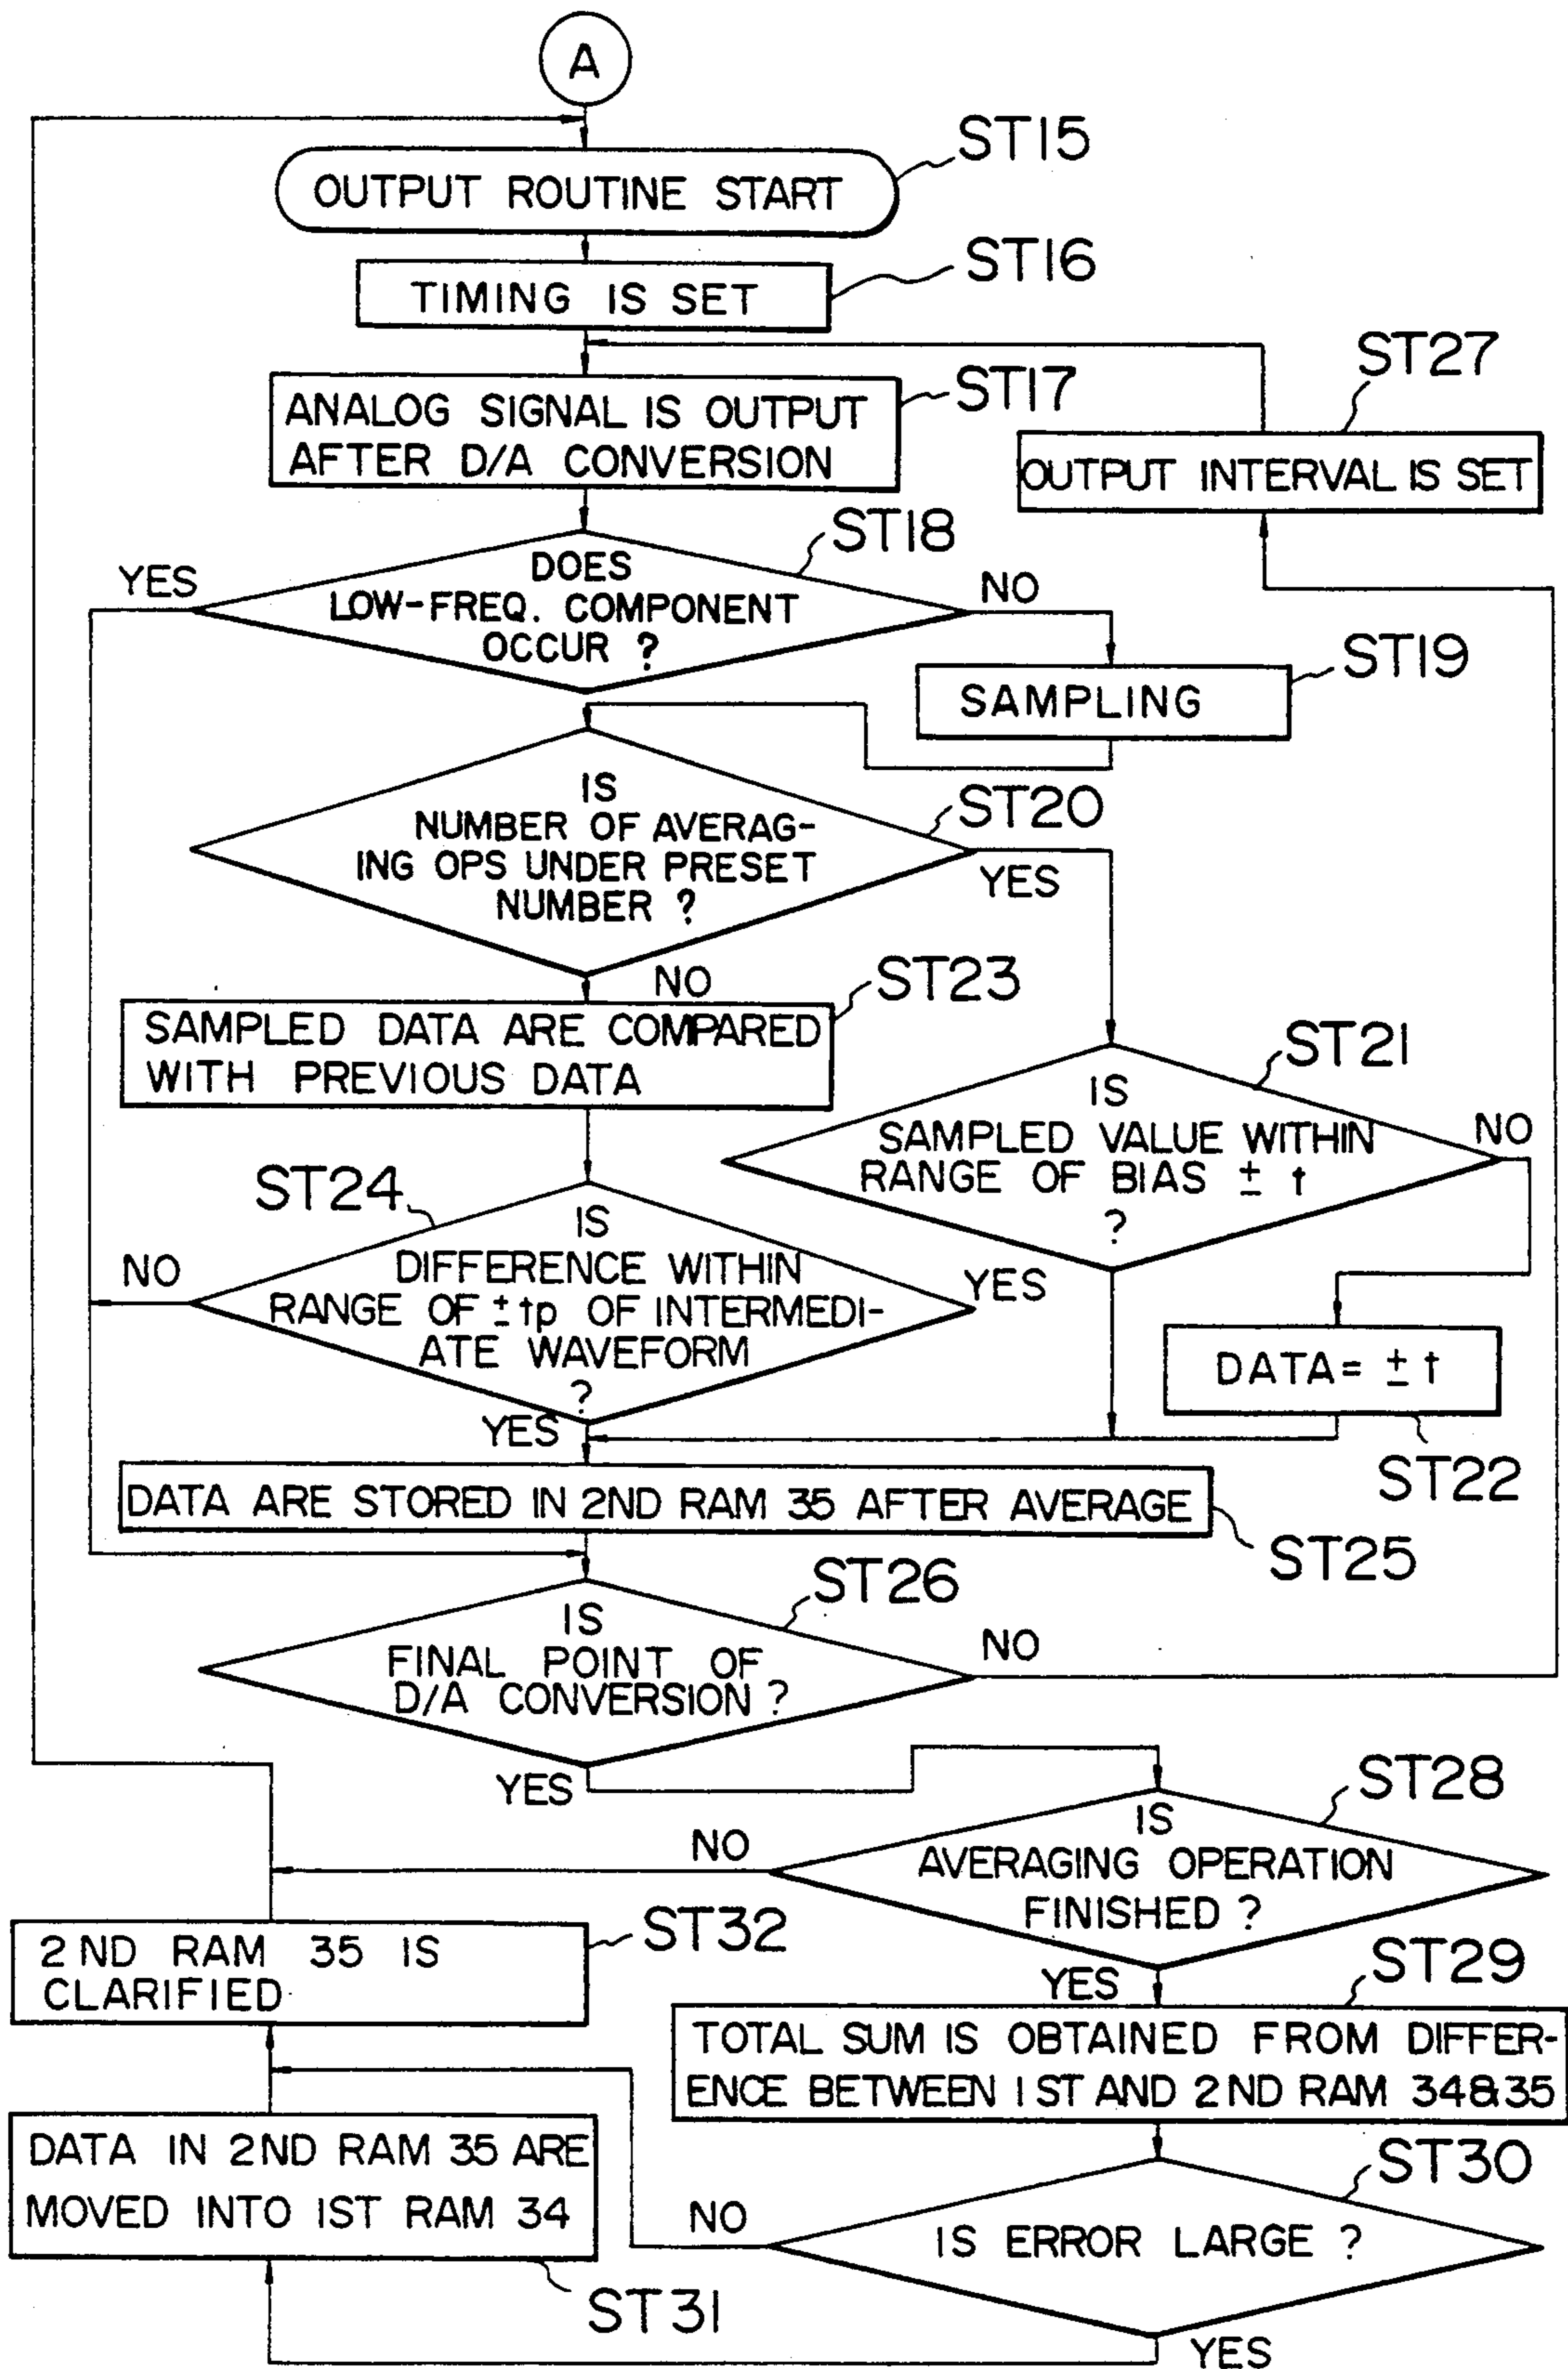 A
ST15
OUTPUT ROUTINE START
ST16
TIMING IS SET
ST27
ST17
ANALOG SIGNAL IS OUTPUT
AFTER D/A CONVERSION
OUTPUT INTERVAL IS SET
ST18
YES
DOES
LOW-FREQ. COMPONENT
OCCUR ?
NO
ST19
SAMPLING
ST20
IS
NUMBER OF AVERAG-
ING OPS UNDER PRESET
NUMBER ?
YES
NO
ST23
SAMPLED DATA ARE COMPARED
WITH PREVIOUS DATA
ST21
IS
SAMPLED VALUE WITHIN
RANGE OF BIAS ± t
?
NO
YES
ST24
IS
DIFFERENCE WITHIN
RANGE OF ±tp OF INTERMEDI-
ATE WAVEFORM
?
NO
YES
YES
DATA= ± t
ST22
DATA ARE STORED IN 2ND RAM 35 AFTER AVERAGE
ST25
ST26
IS
FINAL POINT OF
D/A CONVERSION ?
NO
YES
ST28
IS
AVERAGING OPERATION
FINISHED ?
NO
YES
ST32
2ND RAM 35 IS
CLARIFIED
ST29
TOTAL SUM IS OBTAINED FROM DIFFER-
ENCE BETWEEN 1ST AND 2ND RAM 34&35
DATA IN 2ND RAM 35 ARE
MOVED INTO 1ST RAM 34
ST31
ST30
IS ERROR LARGE ?
NO
YES